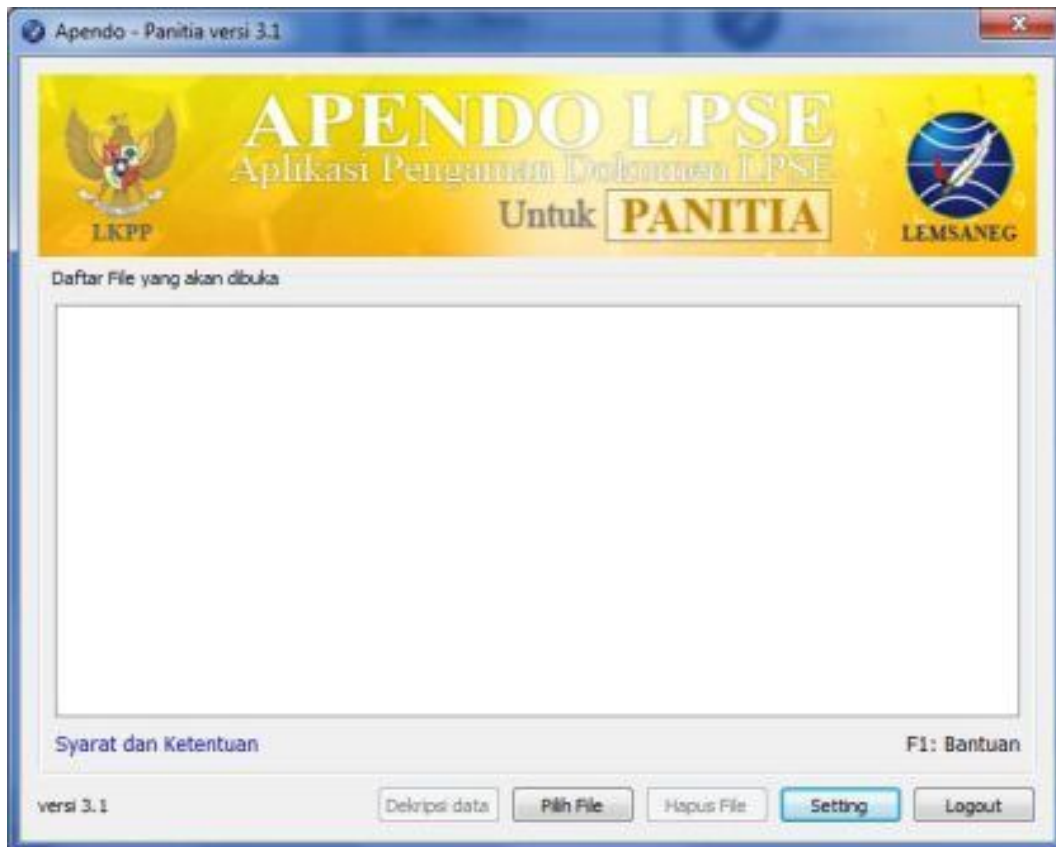 Apendo - Panitia versi 3.1
APENDO LPSE
Aplikasi Pengaman Dokumen LPSE
Untuk PANITIA
LKPP
LEMSANEG
Daftar File yang akan dibuka
Syarat dan Ketentuan
F1: Bantuan
versi 3.1
Dekripsi data
Pilih File
Hapus File
Setting
Logout